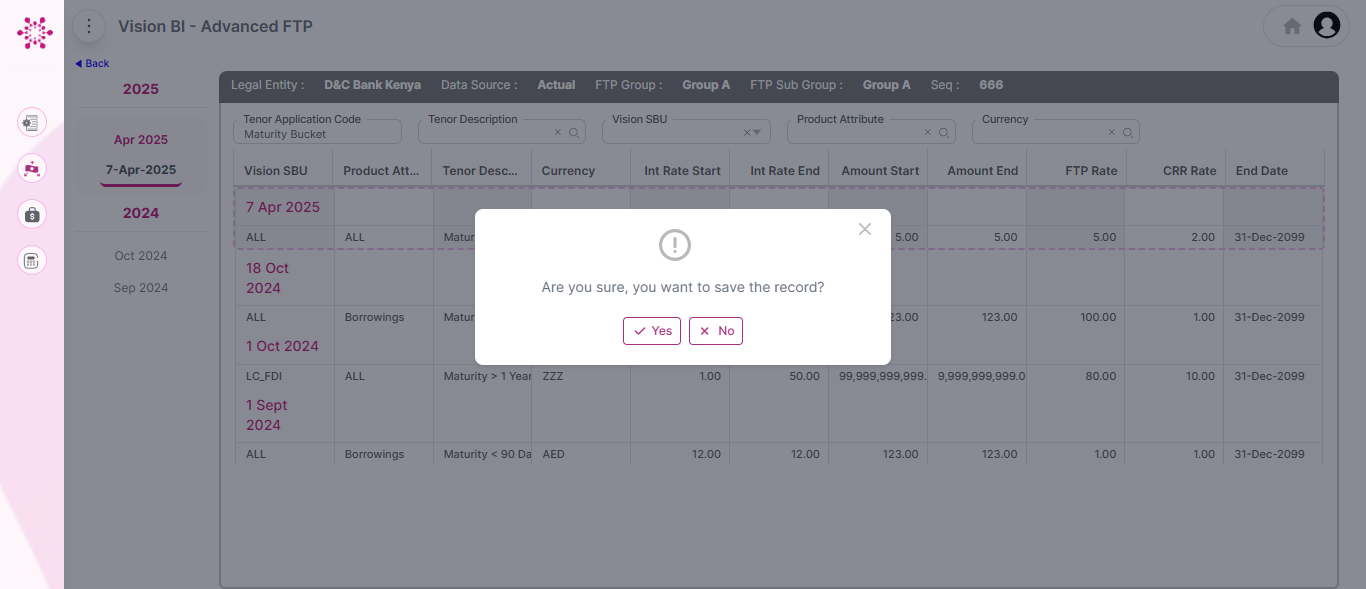 Vision BI - Advanced FTP
Back
2025
Apr 2025
7-Apr-2025
2024
Oct 2024
Sep 2024
Legal Entity : D&C Bank Kenya Data Source : Actual FTP Group : Group A FTP Sub Group : Group A Seq : 666
Tenor Application Code Tenor Description Vision SBU Product Attribute Currency
Maturity Bucket
Vision SBU Product Att... Tenor Desc... Currency Int Rate Start Int Rate End Amount Start Amount End FTP Rate CRR Rate End Date
7 Apr 2025
ALL ALL Matur 5.00 5.00 5.00 2.00 31-Dec-2099
18 Oct
2024
ALL Borrowings Matur 23.00 123.00 100.00 1.00 31-Dec-2099
1 Oct 2024
LC_FDI ALL Maturity > 1 Year ZZZ 1.00 50.00 99,999,999,999. 9,999,999,999.0 80.00 10.00 31-Dec-2099
1 Sept
2024
ALL Borrowings Maturity < 90 Da AED 12.00 12.00 123.00 123.00 1.00 1.00 31-Dec-2099
Are you sure, you want to save the record?
Yes No